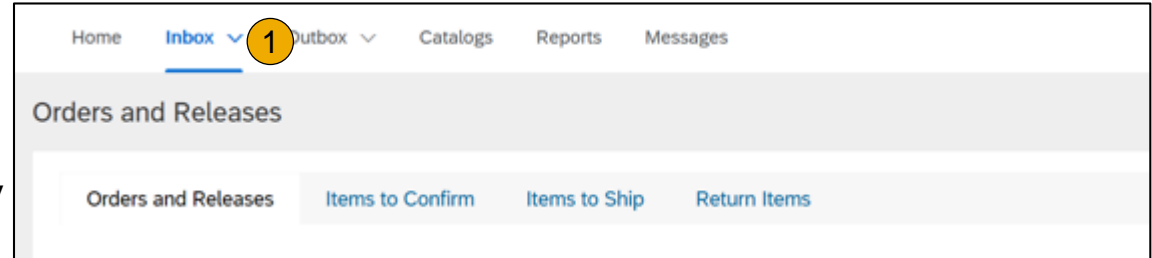 Home Inbox 1 Outbox Catalogs Reports Messages
Orders and Releases
Orders and Releases Items to Confirm Items to Ship Return Items